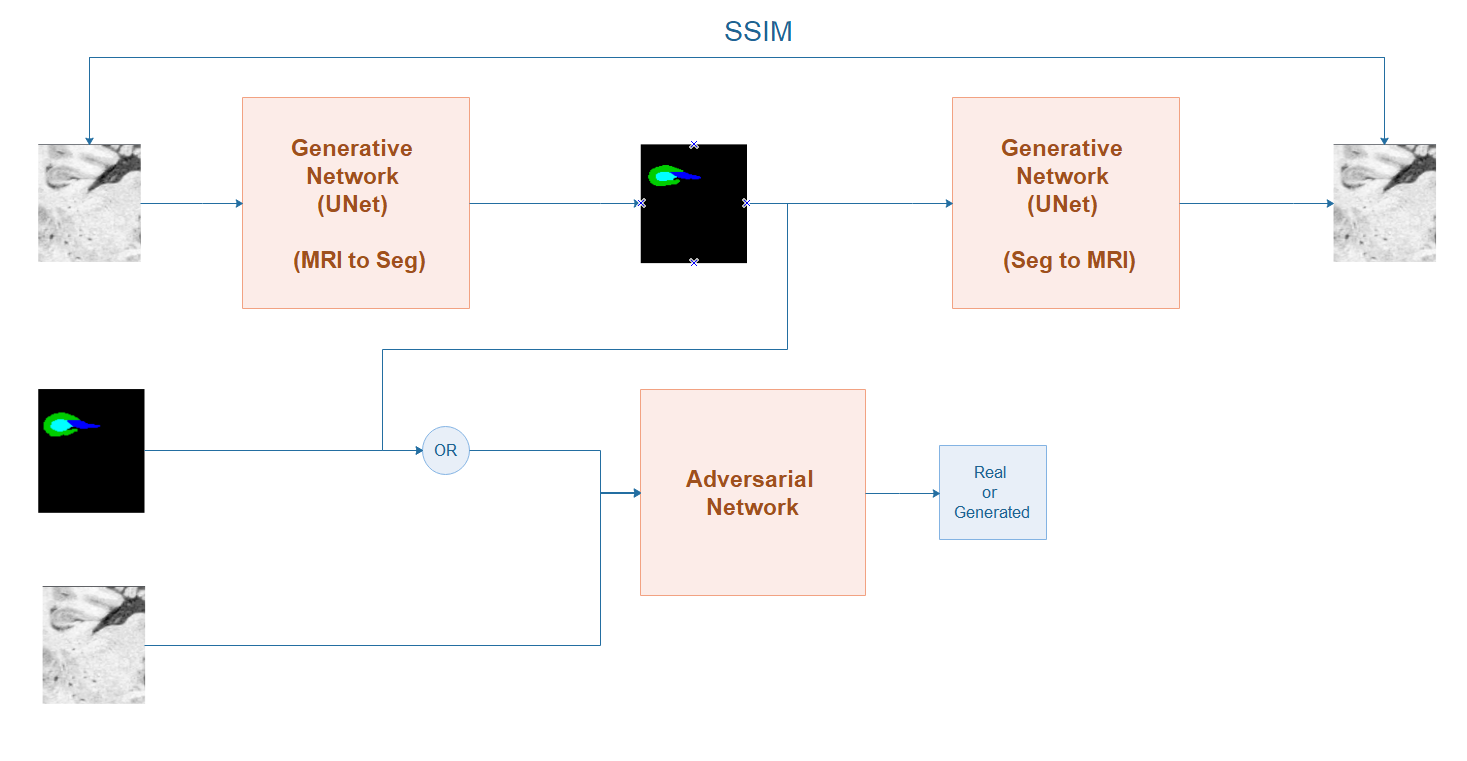 SSIM
Generative
Network
(UNet)
(MRI to Seg)
Generative
Network
(UNet)
(Seg to MRI)
OR
Adversarial
Network
Real
or
Generated